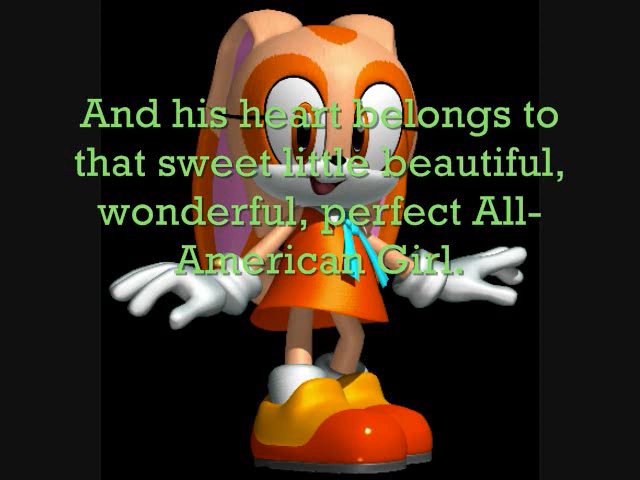 And his heart belongs to
that sweet little beautiful,
wonderful, perfect All-
American Girl.